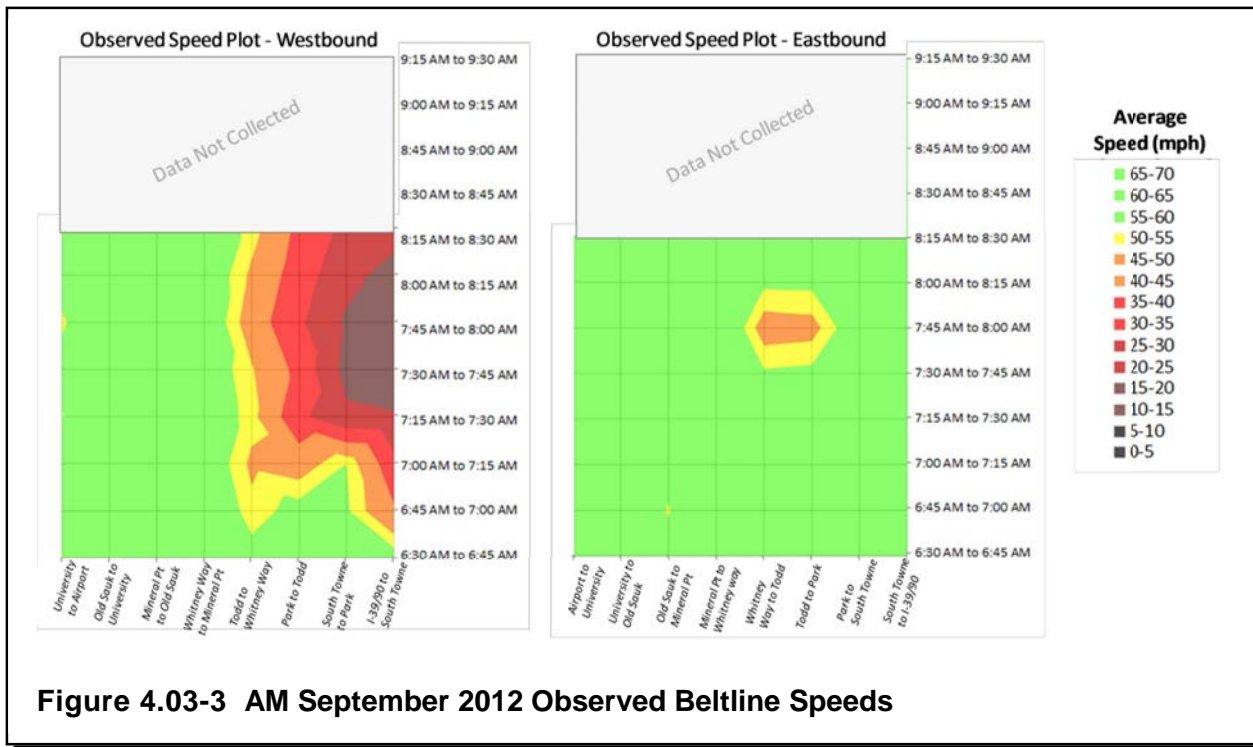 Observed Speed Plot - Westbound
Data Not Collected
9:15 AM to 9:30 AM
9:00 AM to 9:15 AM
8:45 AM to 9:00 AM
8:30 AM to 8:45 AM
8:15 AM to 8:30 AM
8:00 AM to 8:15 AM
7:45 AM to 8:00 AM
7:30 AM to 7:45 AM
7:15 AM to 7:30 AM
7:00 AM to 7:15 AM
6:45 AM to 7:00 AM
6:30 AM to 6:45 AM
University
to Airport
Old Sauk to
University
Mineral Pt
to Old Sauk
Whitney Way
to Mineral Pt
Todd to
Whitney Way
Park to Todd
South Towne
to Park
I-39/90 to
South Towne
Observed Speed Plot - Eastbound
Data Not Collected
9:15 AM to 9:30 AM
9:00 AM to 9:15 AM
8:45 AM to 9:00 AM
8:30 AM to 8:45 AM
8:15 AM to 8:30 AM
8:00 AM to 8:15 AM
7:45 AM to 8:00 AM
7:30 AM to 7:45 AM
7:15 AM to 7:30 AM
7:00 AM to 7:15 AM
6:45 AM to 7:00 AM
6:30 AM to 6:45 AM
Airport to
University
University to
Old Sauk
Old Sauk to
Mineral Pt
Mineral Pt to
Whitney way
Whitney
Way to Todd
Todd to Park
Park to
South Towne
South Towne
to I-39/90
Average
Speed (mph)
65-70
60-65
55-60
50-55
45-50
40-45
35-40
30-35
25-30
20-25
15-20
10-15
5-10
0-5
Figure 4.03-3 AM September 2012 Observed Beltline Speeds